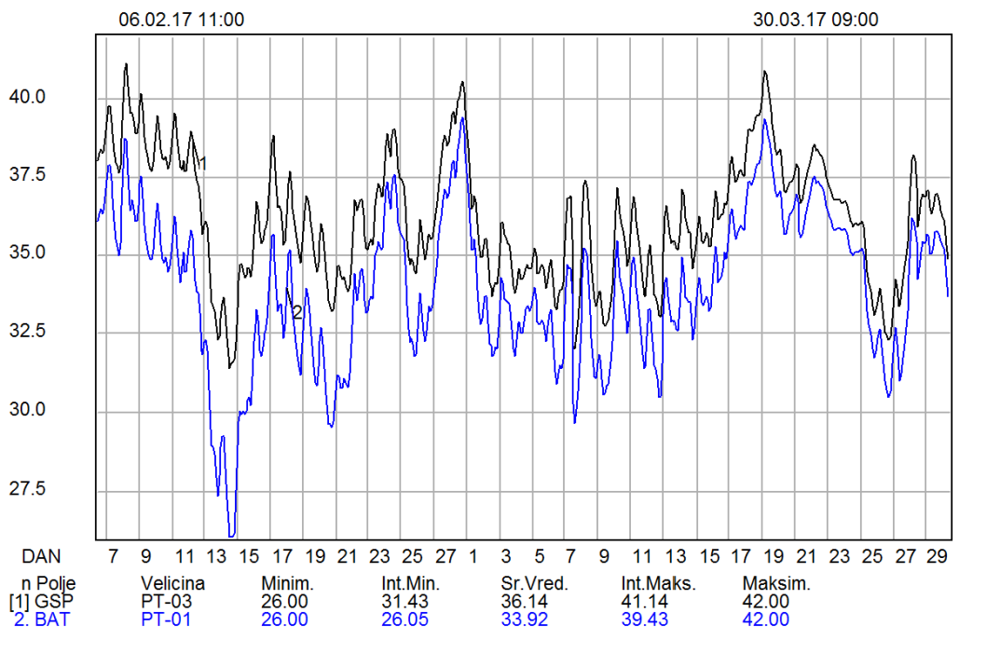 06.02.17 11:00 30.03.17 09:00
40.0
37.5
1
35.0
2
32.5
30.0
27.5
DAN 7 9 11 13 15 17 19 21 23 25 27 1 3 5 7 9 11 13 15 17 19 21 23 25 27 29
n Polje Velicina Minim. Int.Min. Sr.Vred. Int.Maks. Maksim.
[1] GSP PT-03 26.00 31.43 36.14 41.14 42.00
2. BAT PT-01 26.00 26.05 33.92 39.43 42.00